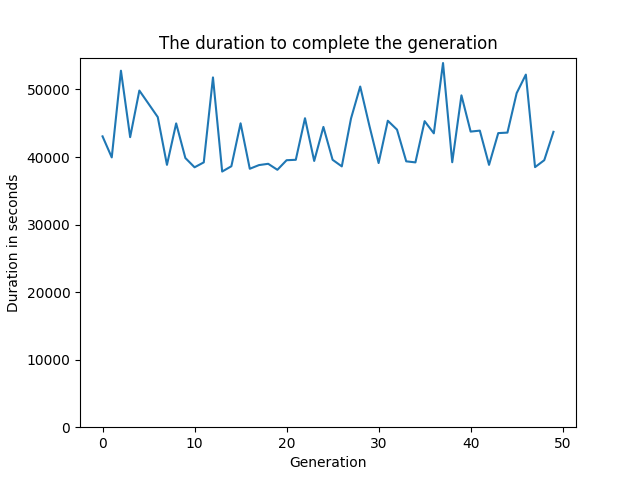 The duration to complete the generation
Duration in seconds
50000
40000
30000
20000
10000
0
0 10 20 30 40 50
Generation